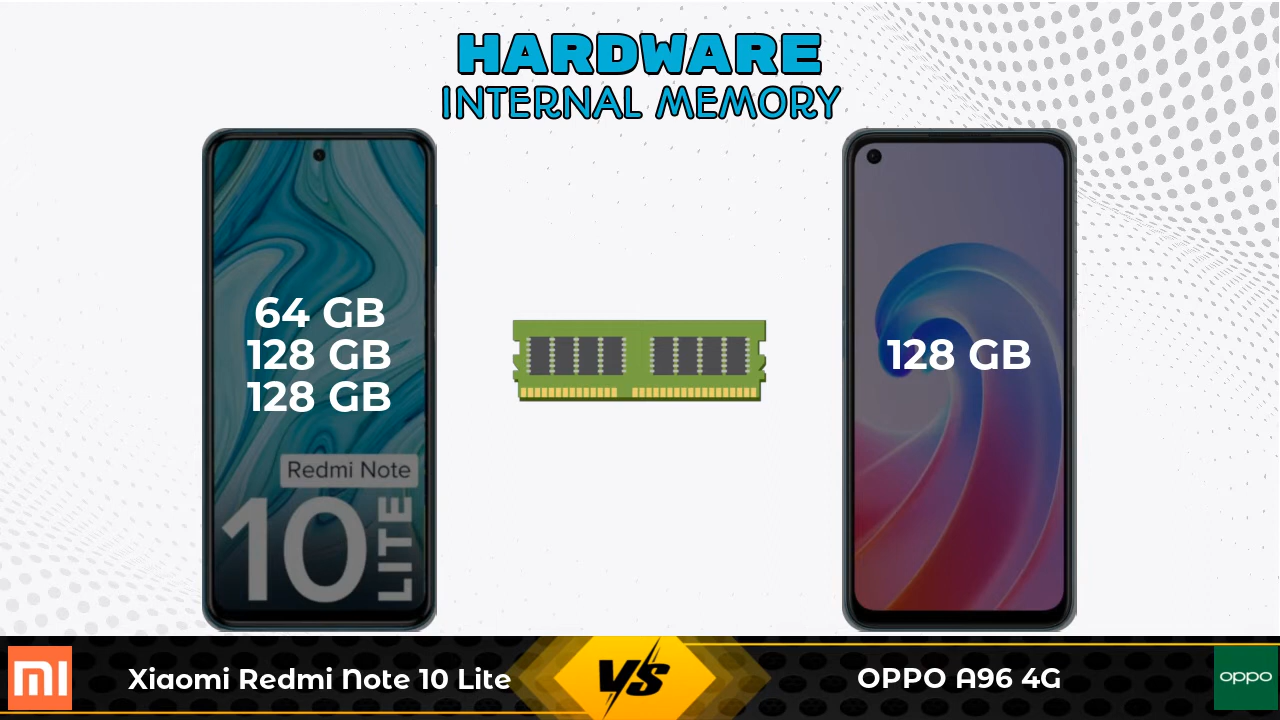 HARDWARE
INTERNAL MEMORY
64 GB
128 GB
128 GB
Redmi Note
10 LITE
128 GB
Xiaomi Redmi Note 10 Lite
VS
OPPO A96 4G
oppo